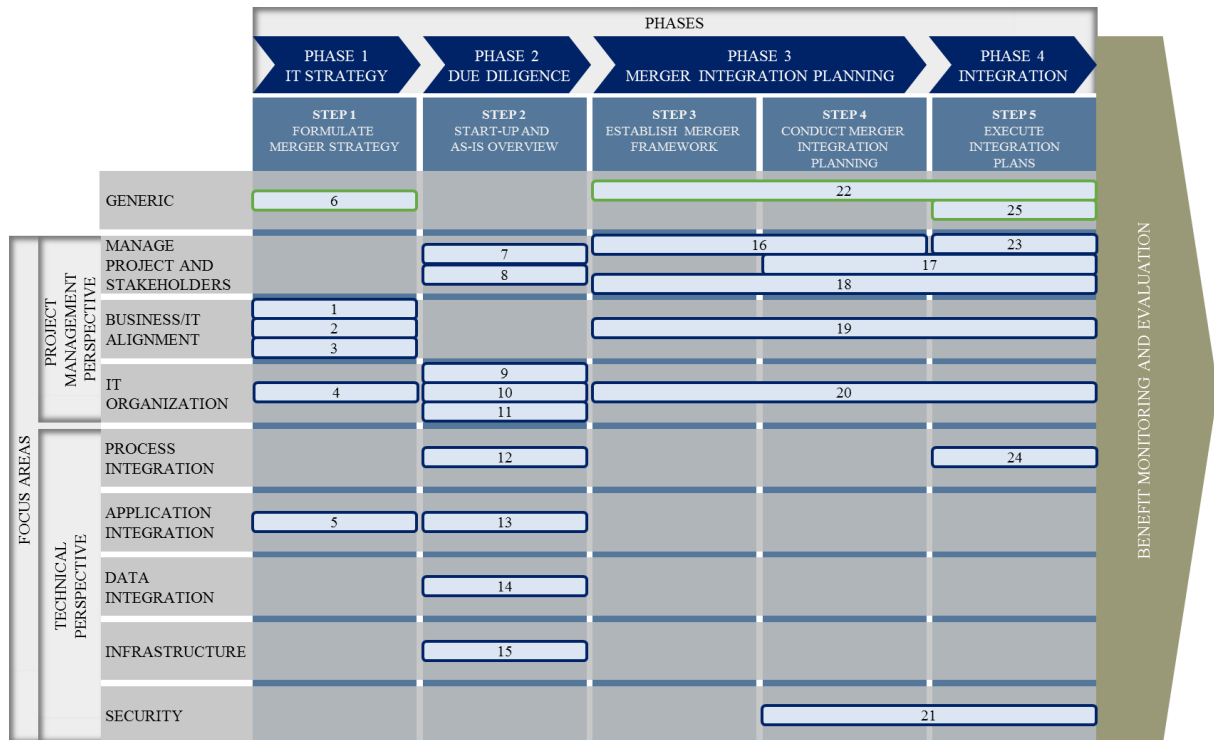 PHASES
PHASE 1
IT STRATEGY
PHASE 2
DUE DILIGENCE
PHASE 3
MERGER INTEGRATION PLANNING
PHASE 4
INTEGRATION
STEP 1
FORMULATE
MERGER STRATEGY
STEP 2
START-UP AND
AS-IS OVERVIEW
STEP 3
ESTABLISH MERGER
FRAMEWORK
STEP 4
CONDUCT MERGER
INTEGRATION
PLANNING
STEP 5
EXECUTE
INTEGRATION
PLANS
GENERIC
6
22
25
FOCUS AREAS
PROJECT
MANAGEMENT
PERSPECTIVE
MANAGE
PROJECT AND
STAKEHOLDERS
7
8
16
23
17
18
BUSINESS/IT
ALIGNMENT
1
2
3
19
IT
ORGANIZATION
4
9
10
11
20
TECHNICAL
PERSPECTIVE
PROCESS
INTEGRATION
12
24
APPLICATION
INTEGRATION
5
13
DATA
INTEGRATION
14
INFRASTRUCTURE
15
SECURITY
21
BENEFIT MONITORING AND EVALUATION